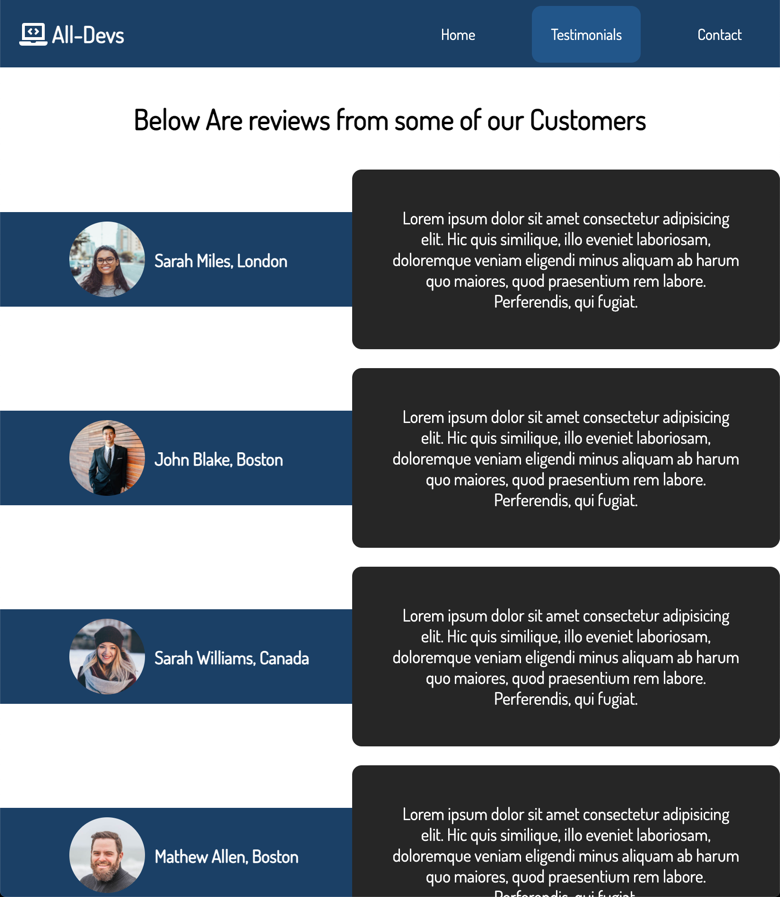 All-Devs
Home
Testimonials
Contact
Below Are reviews from some of our Customers
Sarah Miles, London
Lorem ipsum dolor sit amet consectetur adipisicing
elit. Hic quis similique, illo eveniet laboriosam,
doloremque veniam eligendi minus aliquam ab harum
quo maiores, quod praesentium rem labore.
Perferendis, qui fugiat.
John Blake, Boston
Lorem ipsum dolor sit amet consectetur adipisicing
elit. Hic quis similique, illo eveniet laboriosam,
doloremque veniam eligendi minus aliquam ab harum
quo maiores, quod praesentium rem labore.
Perferendis, qui fugiat.
Sarah Williams, Canada
Lorem ipsum dolor sit amet consectetur adipisicing
elit. Hic quis similique, illo eveniet laboriosam,
doloremque veniam eligendi minus aliquam ab harum
quo maiores, quod praesentium rem labore.
Perferendis, qui fugiat.
Mathew Allen, Boston
Lorem ipsum dolor sit amet consectetur adipisicing
elit. Hic quis similique, illo eveniet laboriosam,
doloremque veniam eligendi minus aliquam ab harum
quo maiores, quod praesentium rem labore.
Perferendis, qui fugiat.